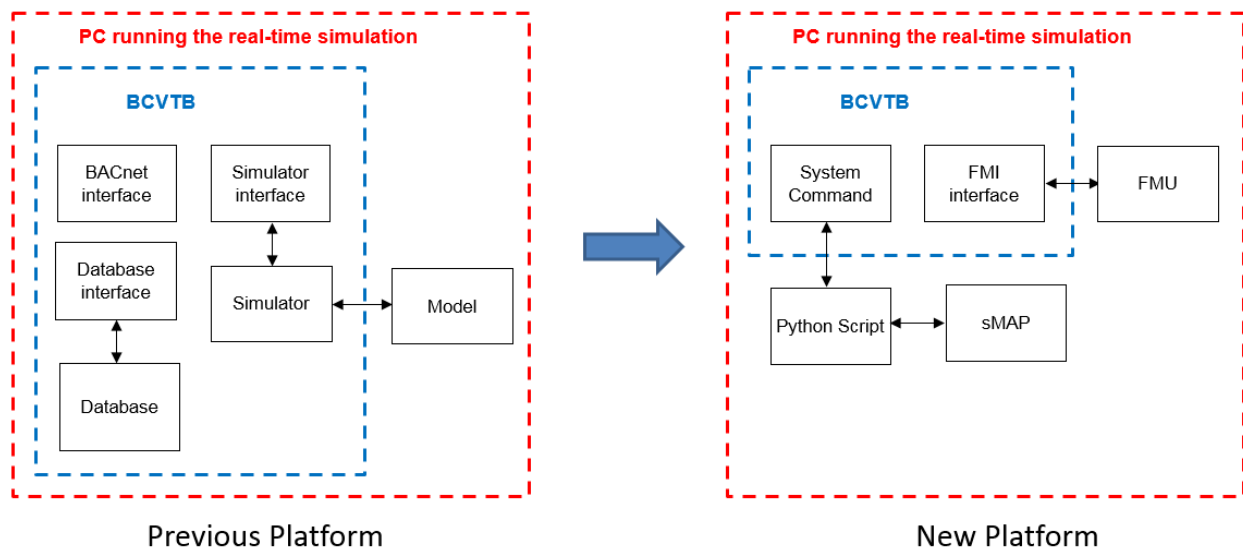 PC running the real-time simulation
BCVTB
BACnet
interface
Simulator
interface
Database
interface
Simulator
Model
Database
Previous Platform
PC running the real-time simulation
BCVTB
System
Command
FMI
interface
FMU
Python Script
sMAP
New Platform